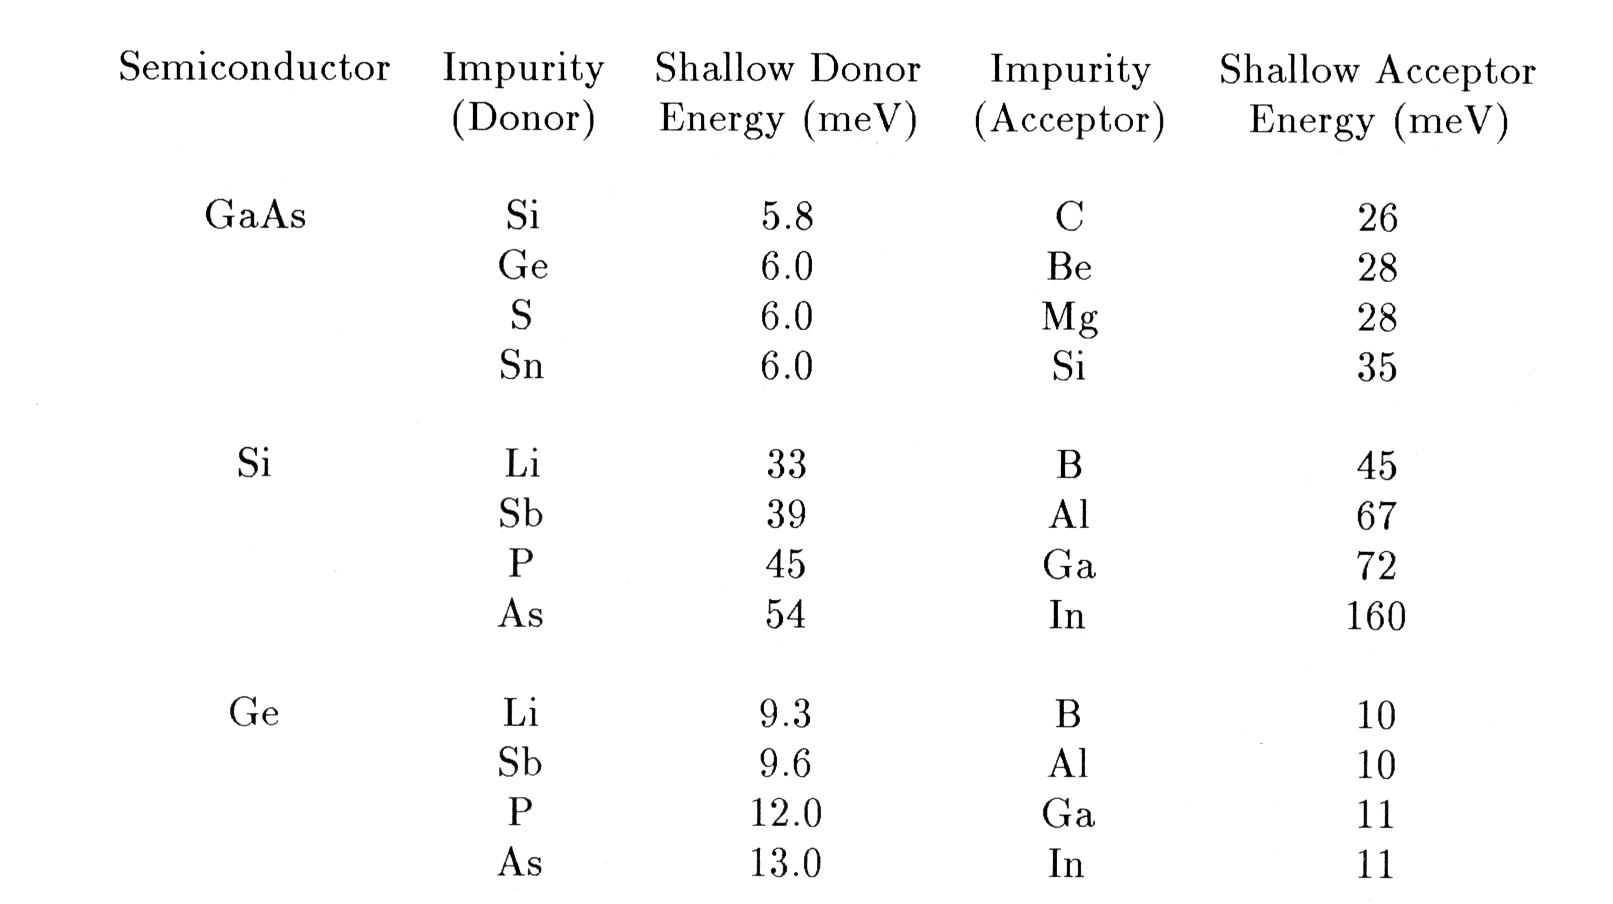 Semiconductor Impurity Shallow Donor Impurity Shallow Acceptor
(Donor) Energy (meV) (Acceptor) Energy (meV)
GaAs Si 5.8 C 26
Ge 6.0 Be 28
S 6.0 Mg 28
Sn 6.0 Si 35
Si Li 33 B 45
Sb 39 Al 67
P 45 Ga 72
As 54 In 160
Ge Li 9.3 B 10
Sb 9.6 Al 10
P 12.0 Ga 11
As 13.0 In 11